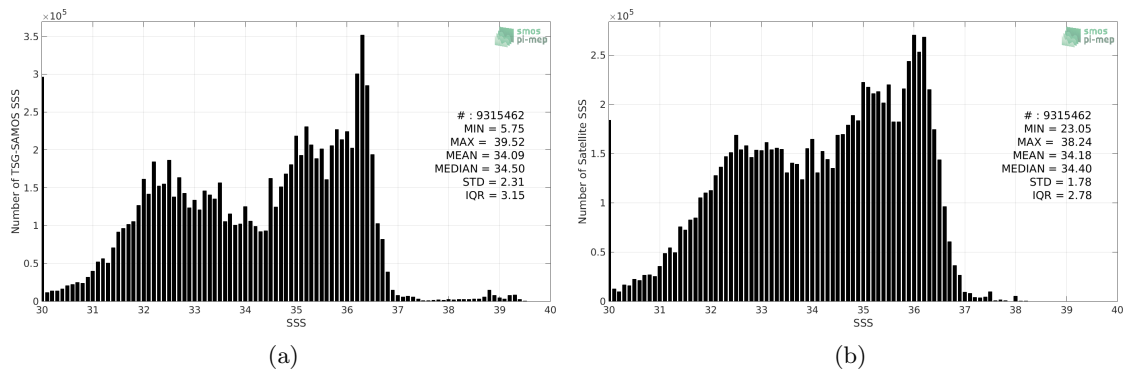 ×10⁵
3.5
3
2.5
2
1.5
1
0.5
0
30 31 32 33 34 35 36 37 38 39 40
SSS
Number of TSG-SAMOS SSS
smos
pi-mep
# : 9315462
MIN = 5.75
MAX = 39.52
MEAN = 34.09
MEDIAN = 34.50
STD = 2.31
IQR = 3.15
(a)
×10⁵
2.5
2
1.5
1
0.5
0
30 31 32 33 34 35 36 37 38 39 40
SSS
Number of Satellite SSS
smos
pi-mep
# : 9315462
MIN = 23.05
MAX = 38.24
MEAN = 34.18
MEDIAN = 34.40
STD = 1.78
IQR = 2.78
(b)